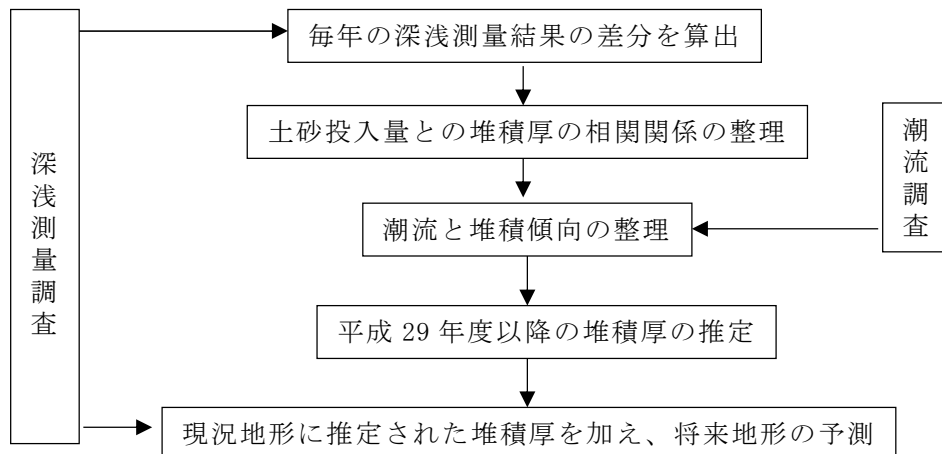 深浅測量調査
毎年の深浅測量結果の差分を算出
土砂投入量との堆積厚の相関関係の整理
潮流調査
潮流と堆積傾向の整理
平成 29 年度以降の堆積厚の推定
現況地形に推定された堆積厚を加え、将来地形の予測